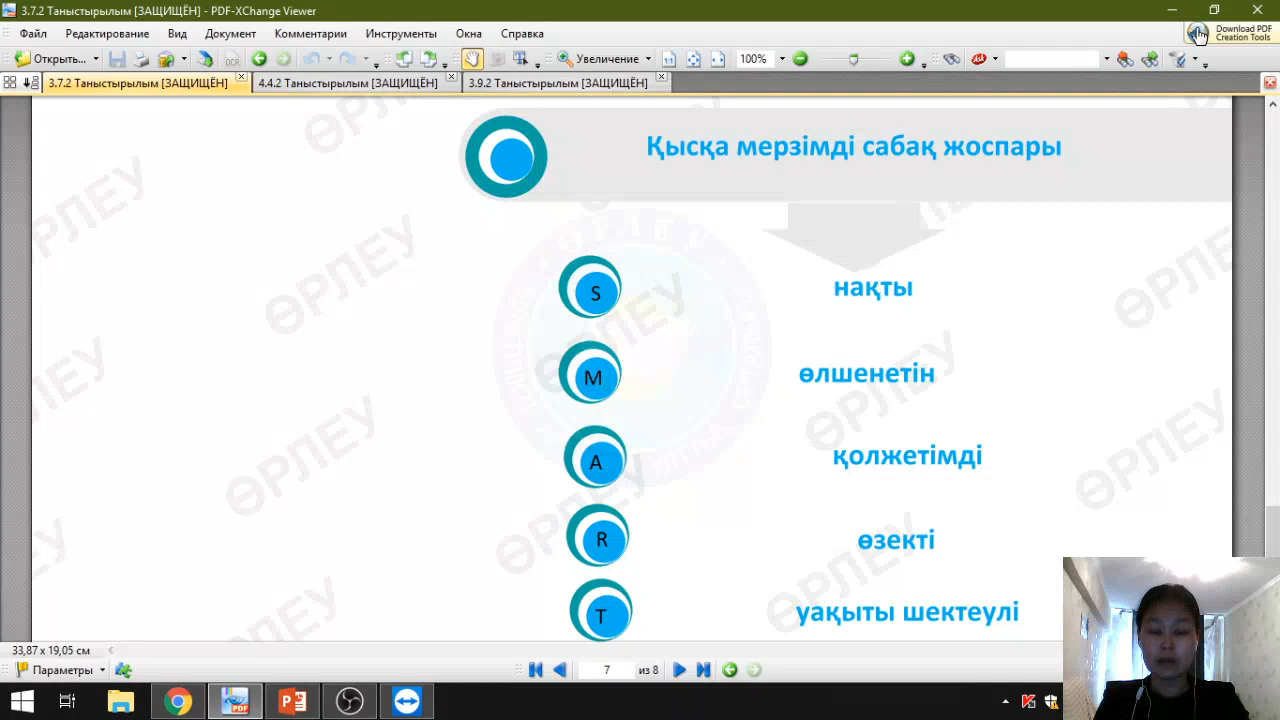 3.7.2 Таныстырылым [ЗАЩИЩЁН] - PDF-XChange Viewer
Файл Редактирование Вид Документ Комментарии Инструменты Окна Справка
Download PDF
Creation Tools
Открыть... OCR Увеличение 100%
3.7.2 Таныстырылым [ЗАЩИЩЁН] 4.4.2 Таныстырылым [ЗАЩИЩЁН] 3.9.2 Таныстырылым [ЗАЩИЩЁН]
Қысқа мерзімді сабақ жоспары
S нақты
M өлшенетін
A қолжетімді
R өзекті
T уақыты шектеулі
ӨРЛЕУ
33,87 x 19,05 см
Параметры 7 из 8